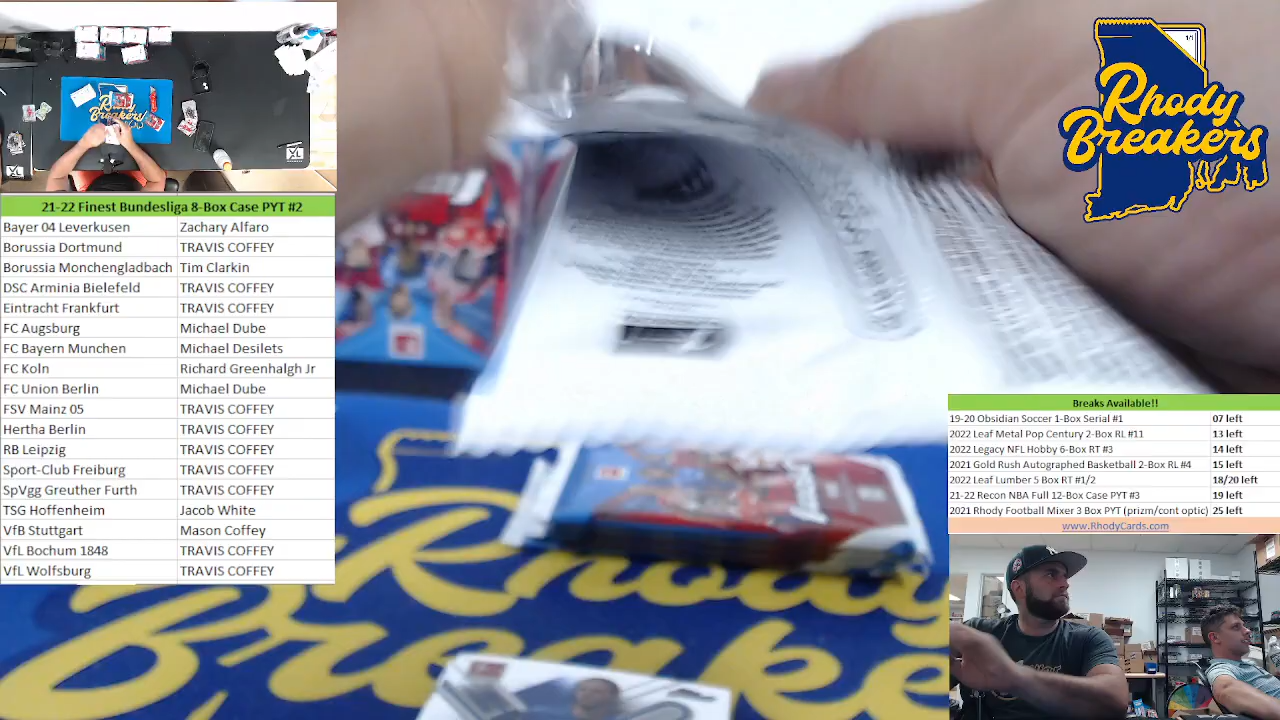 21-22 Finest Bundesliga 8-Box Case PYT #2
Bayer 04 Leverkusen Zachary Alfaro
Borussia Dortmund TRAVIS COFFEY
Borussia Monchengladbach Tim Clarkin
DSC Arminia Bielefeld TRAVIS COFFEY
Eintracht Frankfurt TRAVIS COFFEY
FC Augsburg Michael Dube
FC Bayern Munchen Michael Desilets
FC Koln Richard Greenhalgh Jr
FC Union Berlin Michael Dube
FSV Mainz 05 TRAVIS COFFEY
Hertha Berlin TRAVIS COFFEY
RB Leipzig TRAVIS COFFEY
Sport-Club Freiburg TRAVIS COFFEY
SpVgg Greuther Furth TRAVIS COFFEY
TSG Hoffenheim Jacob White
VfB Stuttgart Mason Coffey
VfL Bochum 1848 TRAVIS COFFEY
VfL Wolfsburg TRAVIS COFFEY
Rhody
Breakers
1/1
Breaks Available!!
19-20 Obsidian Soccer 1-Box Serial #1 07 left
2022 Leaf Metal Pop Century 2-Box RL #11 13 left
2022 Legacy NFL Hobby 6-Box RT #3 14 left
2021 Gold Rush Autographed Basketball 2-Box RL #4 15 left
2022 Leaf Lumber 5 Box RT #1/2 18/20 left
21-22 Recon NBA Full 12-Box Case PYT #3 19 left
2021 Rhody Football Mixer 3 Box PYT (prizm/cont optic) 25 left
www.RhodyCards.com
Rhody
Breake